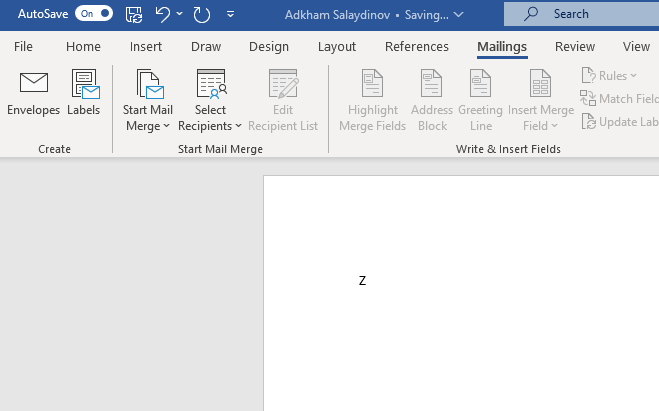 AutoSave On Adkham Salaydinov • Saving... Search
File Home Insert Draw Design Layout References Mailings Review View
Envelopes Labels Start Mail Merge Select Recipients Edit Recipient List Highlight Merge Fields Address Block Greeting Line Insert Merge Field Rules
Match Field
Update Lab
Create Start Mail Merge Write & Insert Fields
z